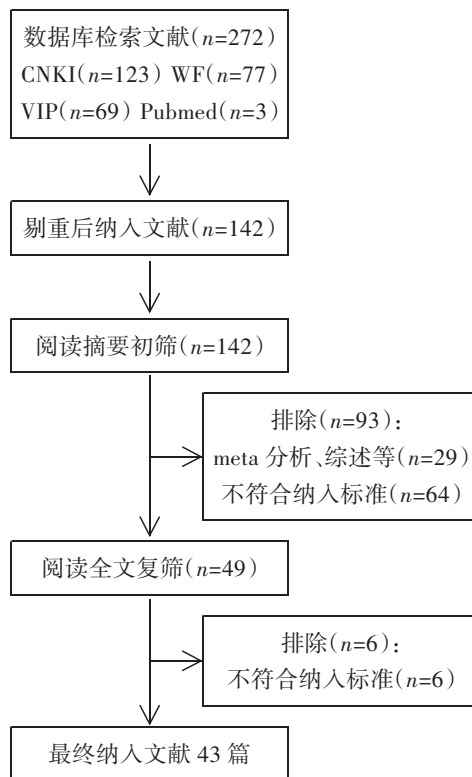 数据库检索文献(n=272)
CNKI(n=123) WF(n=77)
VIP(n=69) Pubmed(n=3)
剔重后纳入文献(n=142)
阅读摘要初筛(n=142)
排除(n=93):
meta 分析、综述等(n=29)
不符合纳入标准(n=64)
阅读全文复筛(n=49)
排除(n=6):
不符合纳入标准(n=6)
最终纳入文献 43 篇